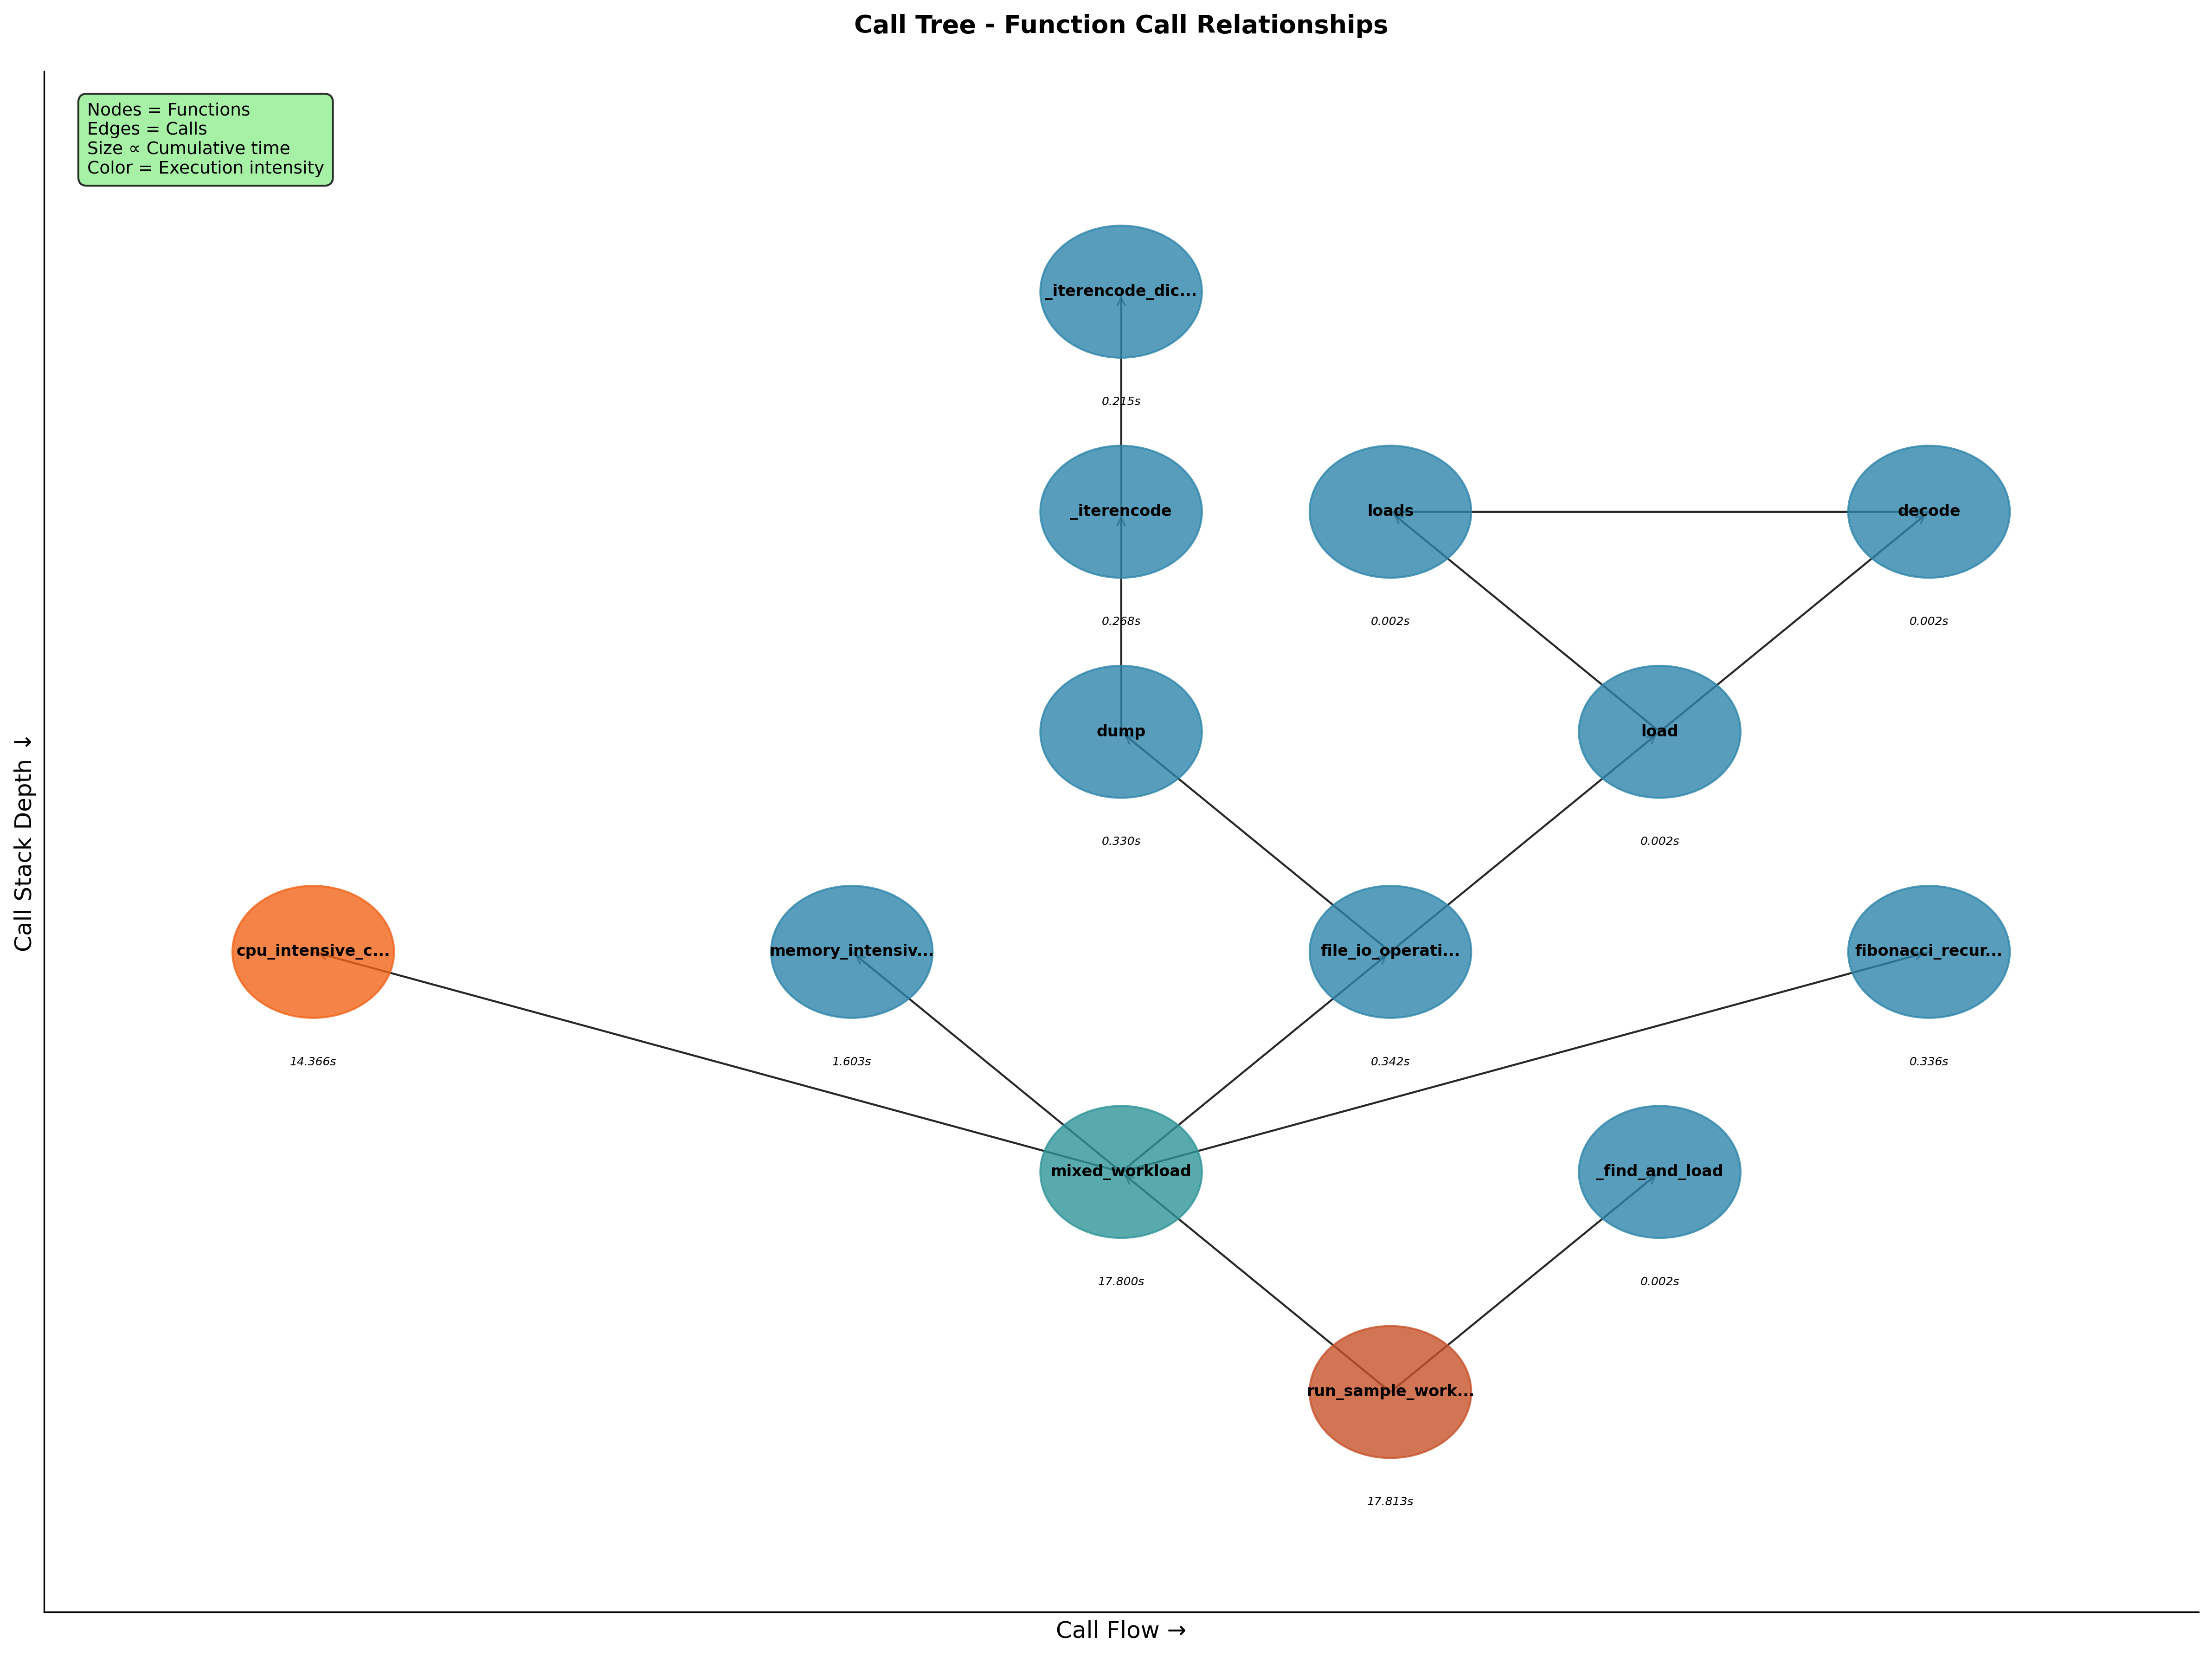 Call Tree - Function Call Relationships
Nodes = Functions
Edges = Calls
Size ∝ Cumulative time
Color = Execution intensity
_iterencode_dic...
0.215s
_iterencode
loads
decode
0.268s
0.002s
0.002s
dump
load
0.330s
0.002s
cpu_intensive_c...
memory_intensiv...
file_io_operati...
fibonacci_recur...
14.366s
1.603s
0.342s
0.336s
mixed_workload
_find_and_load
17.800s
0.002s
run_sample_work...
17.813s
Call Stack Depth ↓
Call Flow →